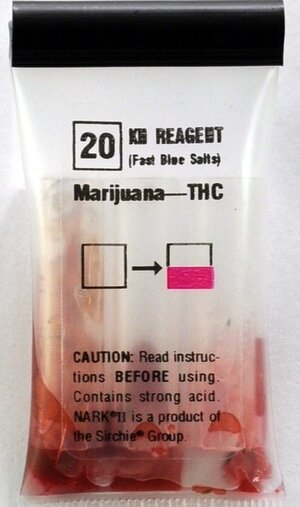 20 KN REAGENT
(Fast Blue Salts)
Marijuana—THC
CAUTION: Read instruc-
tions BEFORE using.
Contains strong acid.
NARK®II is a product of
the Sirchie® Group.